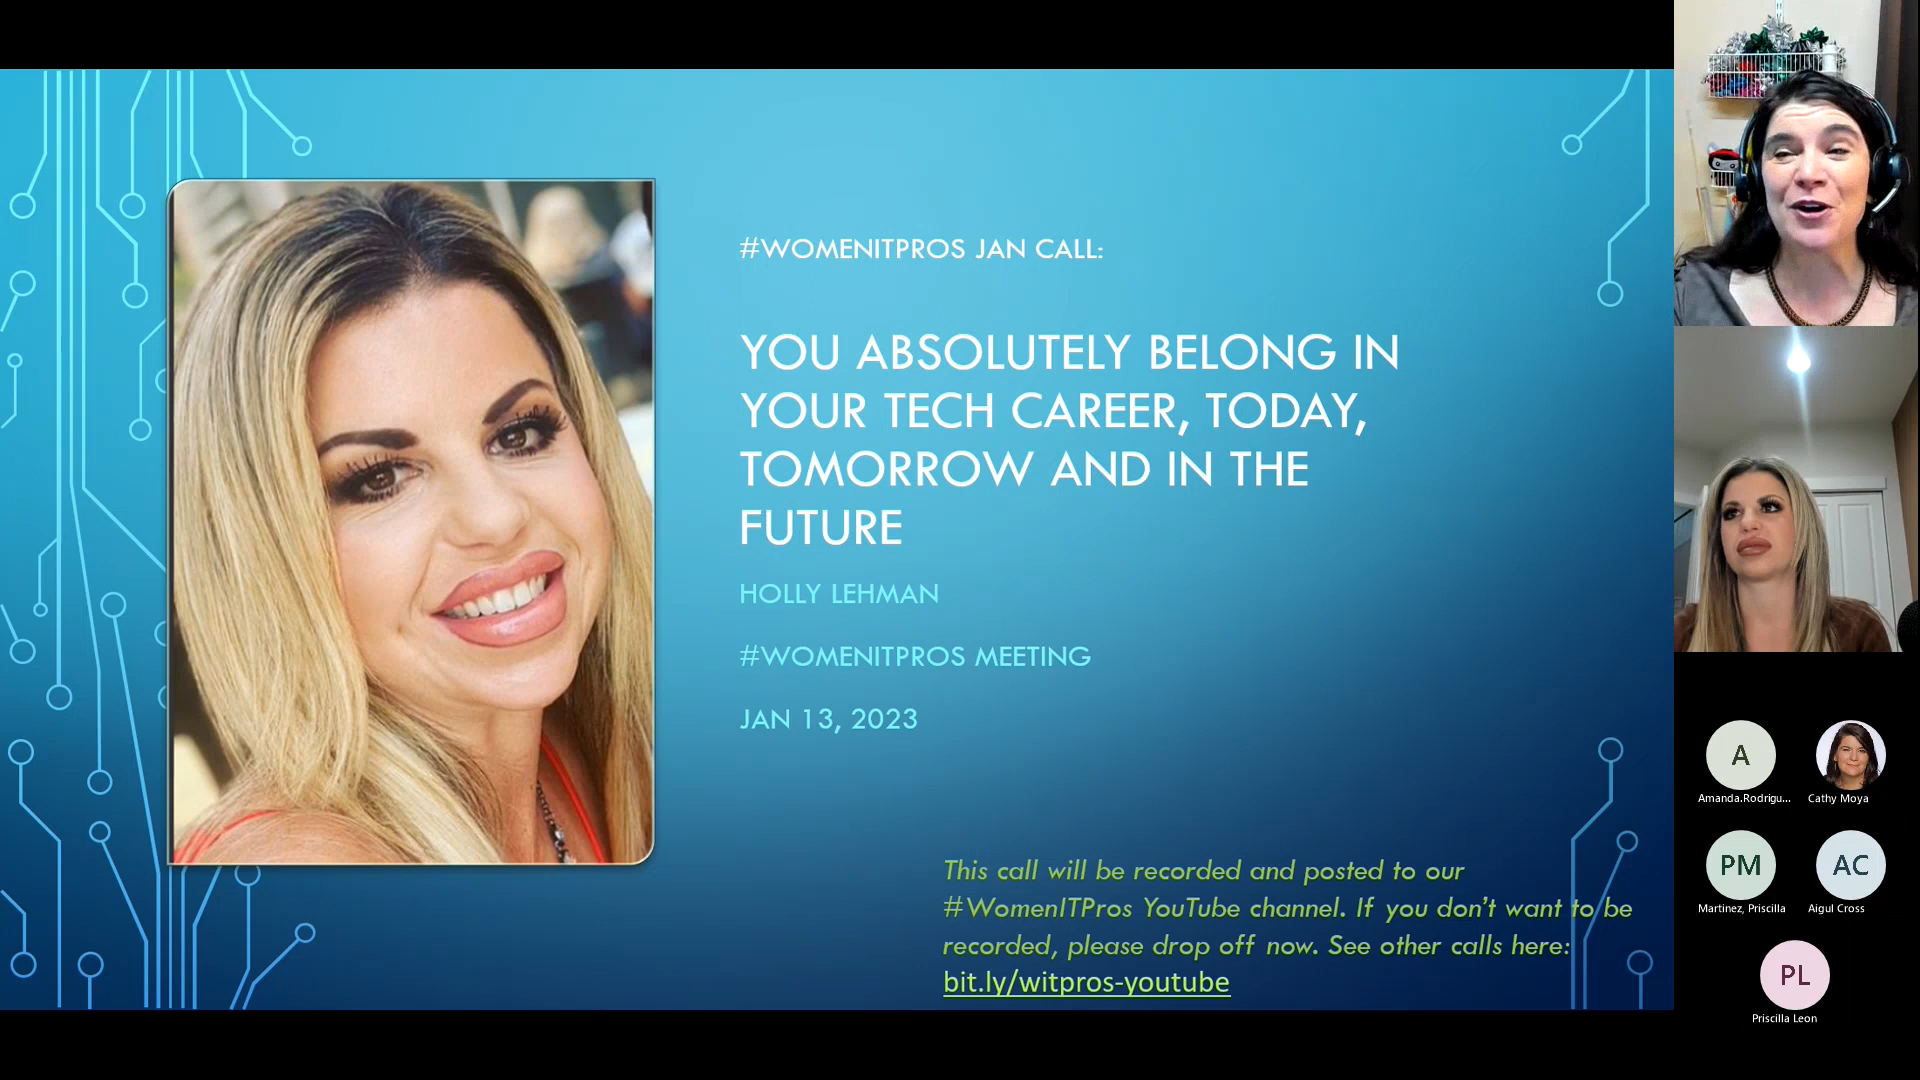 #WOMENITPROS JAN CALL:
YOU ABSOLUTELY BELONG IN
YOUR TECH CAREER, TODAY,
TOMORROW AND IN THE
FUTURE
HOLLY LEHMAN
#WOMENITPROS MEETING
JAN 13, 2023
This call will be recorded and posted to our
#WomenITPros YouTube channel. If you don’t want to be
recorded, please drop off now. See other calls here:
bit.ly/witpros-youtube
A
Amanda.Rodrigu...
Cathy Moya
PM
Martinez, Priscilla
AC
Aigul Cross
PL
Priscilla Leon